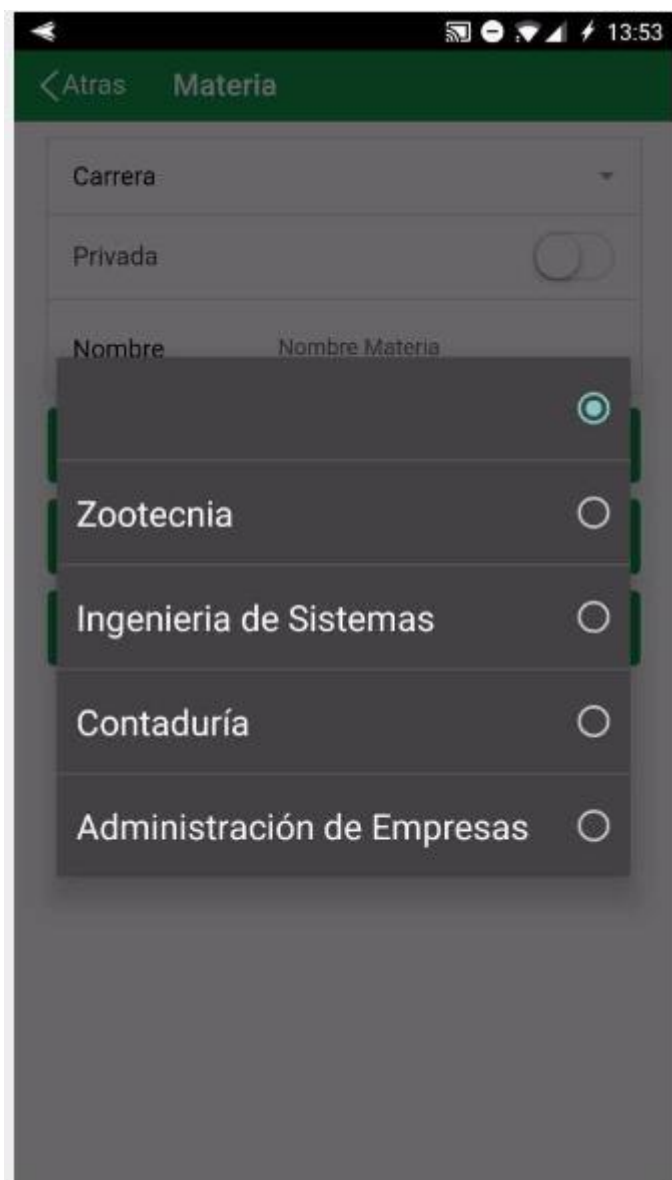 13:53
Atras Materia
Carrera
Privada
Nombre Nombre Materia
Zootecnia
Ingenieria de Sistemas
Contaduría
Administración de Empresas